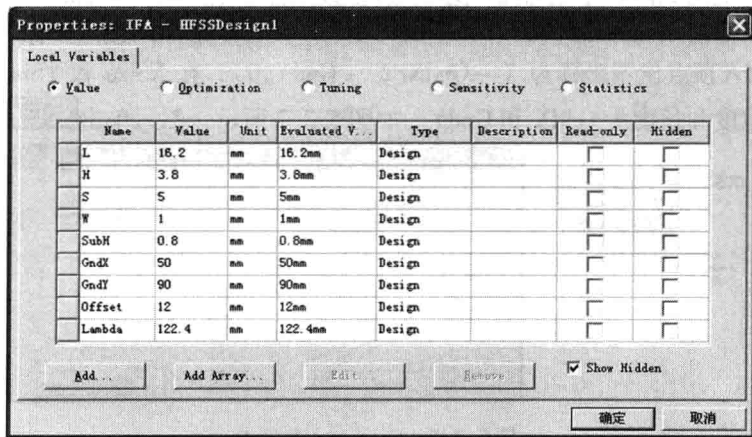 Properties: IFA - HFSSDesign1
Local Variables
Value Optimization Tuning Sensitivity Statistics
Name Value Unit Evaluated V... Type Description Read-only Hidden
L 16.2 mm 16.2mm Design
H 3.8 mm 3.8mm Design
S 5 mm 5mm Design
W 1 mm 1mm Design
SubH 0.8 mm 0.8mm Design
GndX 50 mm 50mm Design
GndY 90 mm 90mm Design
Offset 12 mm 12mm Design
Lambda 122.4 mm 122.4mm Design
Add... Add Array... Edit... Remove Show Hidden
确定 取消